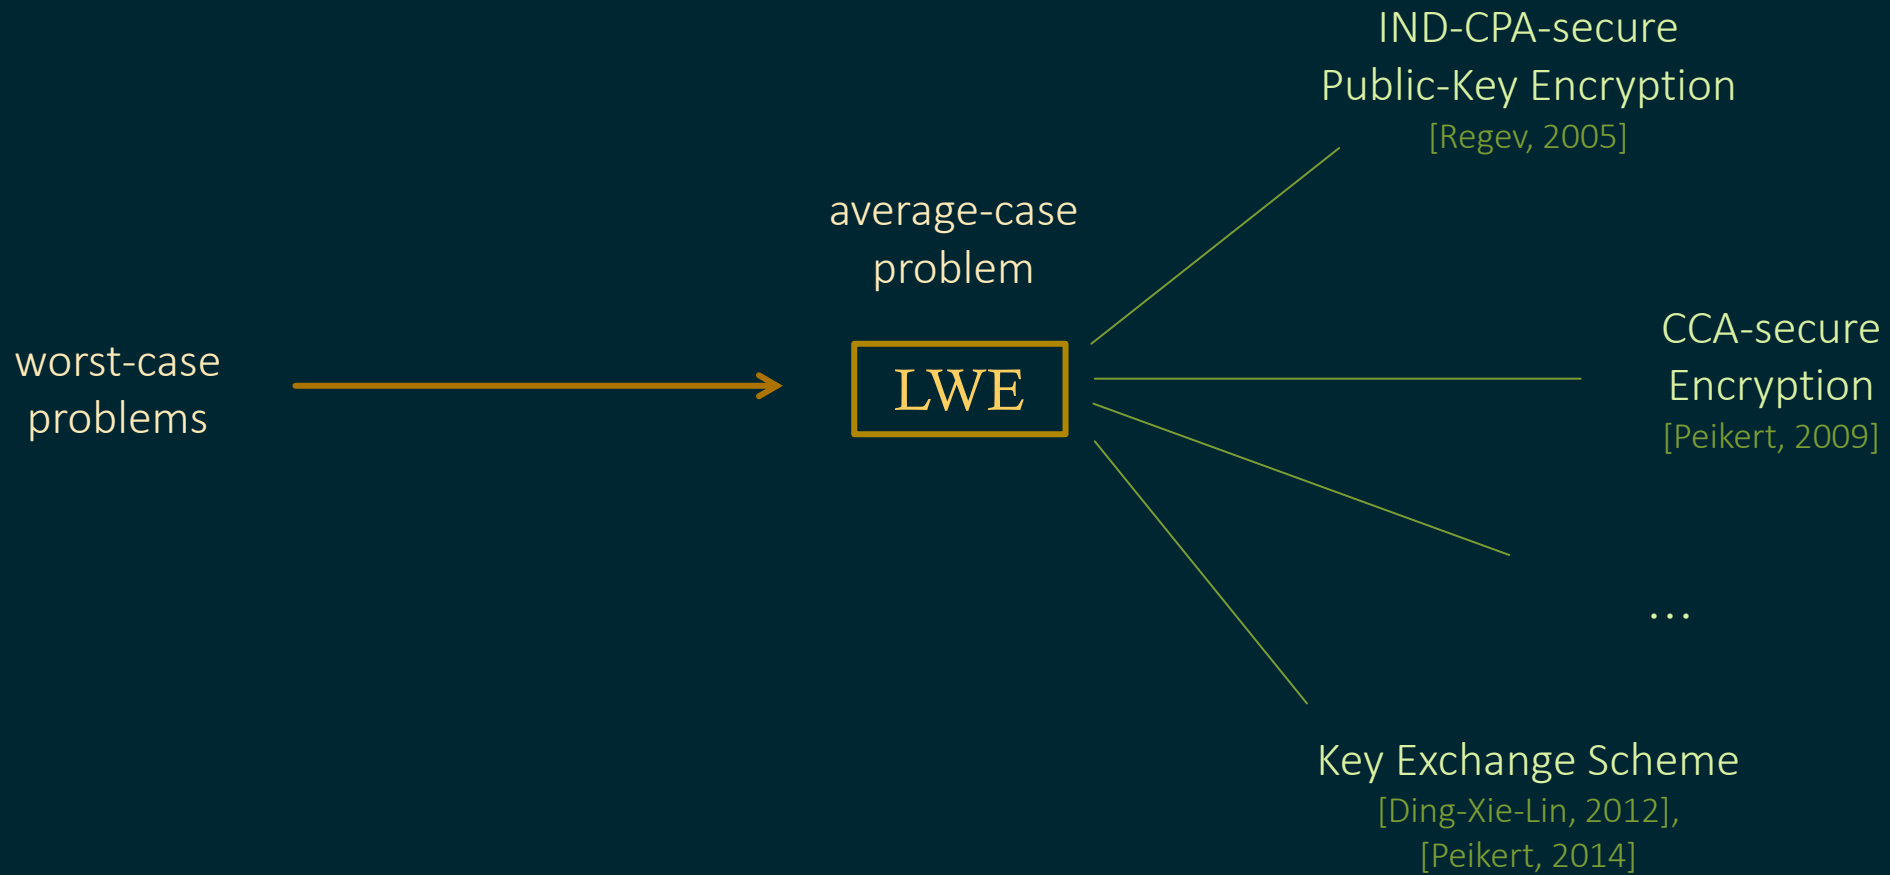 IND-CPA-secure
Public-Key Encryption
[Regev, 2005]
average-case
problem
worst-case
problems
LWE
CCA-secure
Encryption
[Peikert, 2009]
...
Key Exchange Scheme
[Ding-Xie-Lin, 2012],
[Peikert, 2014]